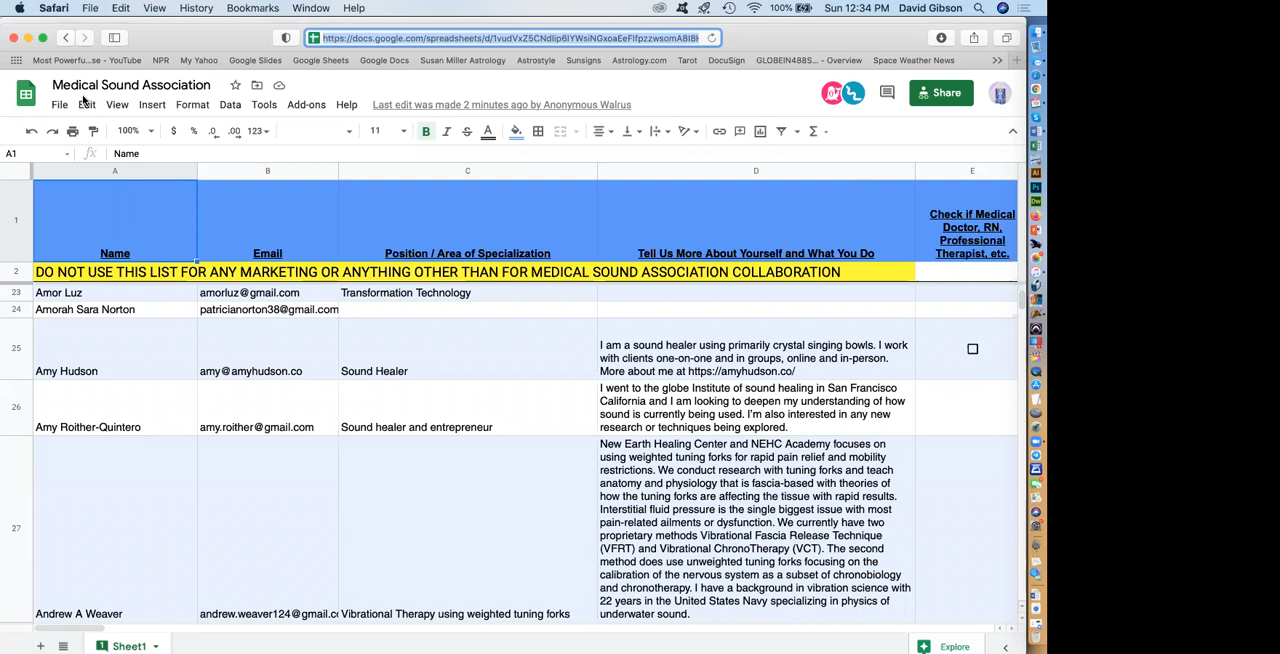 Safari File Edit View History Bookmarks Window Help 100% Sun 12:34 PM David Gibson
Most Powerfu...se - YouTube NPR My Yahoo Google Slides Google Sheets Google Docs Susan Miller Astrology Astrostyle Sunsigns Astrology.com Tarot DocuSign GLOBEIN488S... - Overview Space Weather News
Medical Sound Association
Share
File Edit View Insert Format Data Tools Add-ons Help Last edit was made 2 minutes ago by Anonymous Walrus
100% $ % .0 .00 123 11 B I S A
A1 fx Name
A B C D E
1 Name Email Position / Area of Specialization Tell Us More About Yourself and What You Do
Check if Medical
Doctor, RN,
Professional
Therapist, etc.
2 DO NOT USE THIS LIST FOR ANY MARKETING OR ANYTHING OTHER THAN FOR MEDICAL SOUND ASSOCIATION COLLABORATION
23 Amor Luz amorluz@gmail.com Transformation Technology
24 Amorah Sara Norton patricianorton38@gmail.com
25 Amy Hudson amy@amyhudson.co Sound Healer
I am a sound healer using primarily crystal singing bowls. I work
with clients one-on-one and in groups, online and in-person.
More about me at https://amyhudson.co/
26 Amy Roither-Quintero amy.roither@gmail.com Sound healer and entrepreneur
I went to the globe Institute of sound healing in San Francisco
California and I am looking to deepen my understanding of how
sound is currently being used. I'm also interested in any new
research or techniques being explored.
27 Andrew A Weaver andrew.weaver124@gmail.co Vibrational Therapy using weighted tuning forks
New Earth Healing Center and NEHC Academy focuses on
using weighted tuning forks for rapid pain relief and mobility
restrictions. We conduct research with tuning forks and teach
anatomy and physiology that is fascia-based with theories of
how the tuning forks are affecting the tissue with rapid results.
Interstitial fluid pressure is the single biggest issue with most
pain-related ailments or dysfunction. We currently have two
proprietary methods Vibrational Fascia Release Technique
(VFRT) and Vibrational ChronoTherapy (VCT). The second
method does use unweighted tuning forks focusing on the
calibration of the nervous system as a subset of chronobiology
and chronotherapy. I have a background in vibration science with
22 years in the United States Navy specializing in physics of
underwater sound.
1 Sheet1 Explore